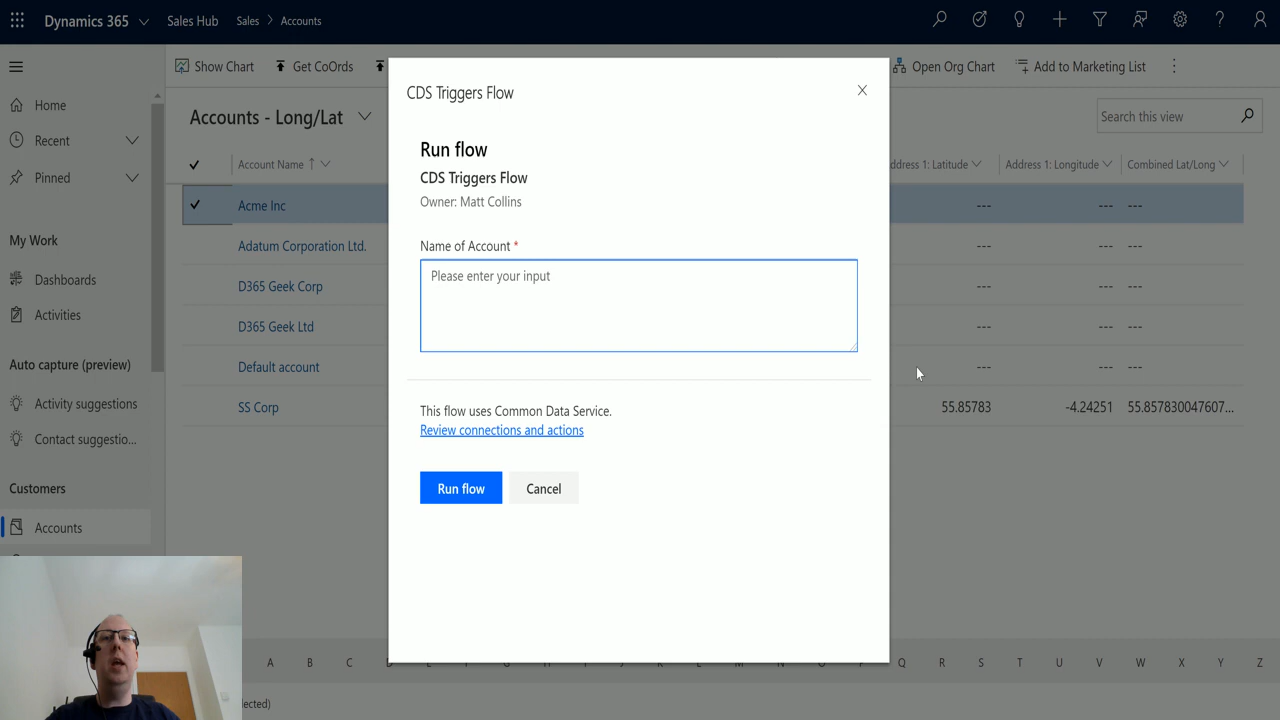 Dynamics 365 Sales Hub Sales > Accounts
Show Chart Get CoOrds Open Org Chart Add to Marketing List
Accounts - Long/Lat
Search this view
Account Name Address 1: Longitude Combined Lat/Long
Home
Recent
Pinned
My Work
Dashboards
Activities
Auto capture (preview)
Activity suggestions
Contact suggestio...
Customers
Accounts
Acme Inc --- --- ---
Adatum Corporation Ltd. --- --- ---
D365 Geek Corp --- --- ---
D365 Geek Ltd --- --- ---
Default account --- --- ---
SS Corp 55.85783 -4.24251 55.857830047607...
CDS Triggers Flow
Run flow
CDS Triggers Flow
Owner: Matt Collins
Name of Account *
Please enter your input
This flow uses Common Data Service.
Review connections and actions
Run flow Cancel
A B C Q R S T U V W X Y Z